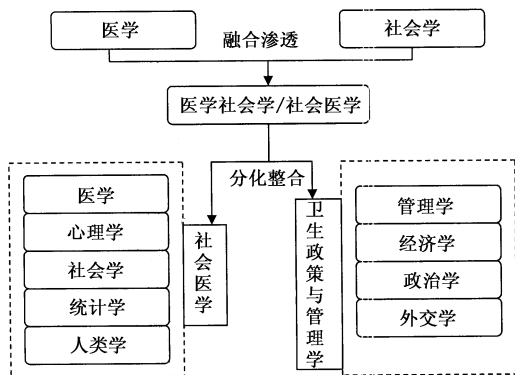 医学
融合渗透
社会学
医学社会学/社会医学
分化整合
医学
心理学
社会学
统计学
人类学
社会医学
卫生政策与管理学
管理学
经济学
政治学
外交学